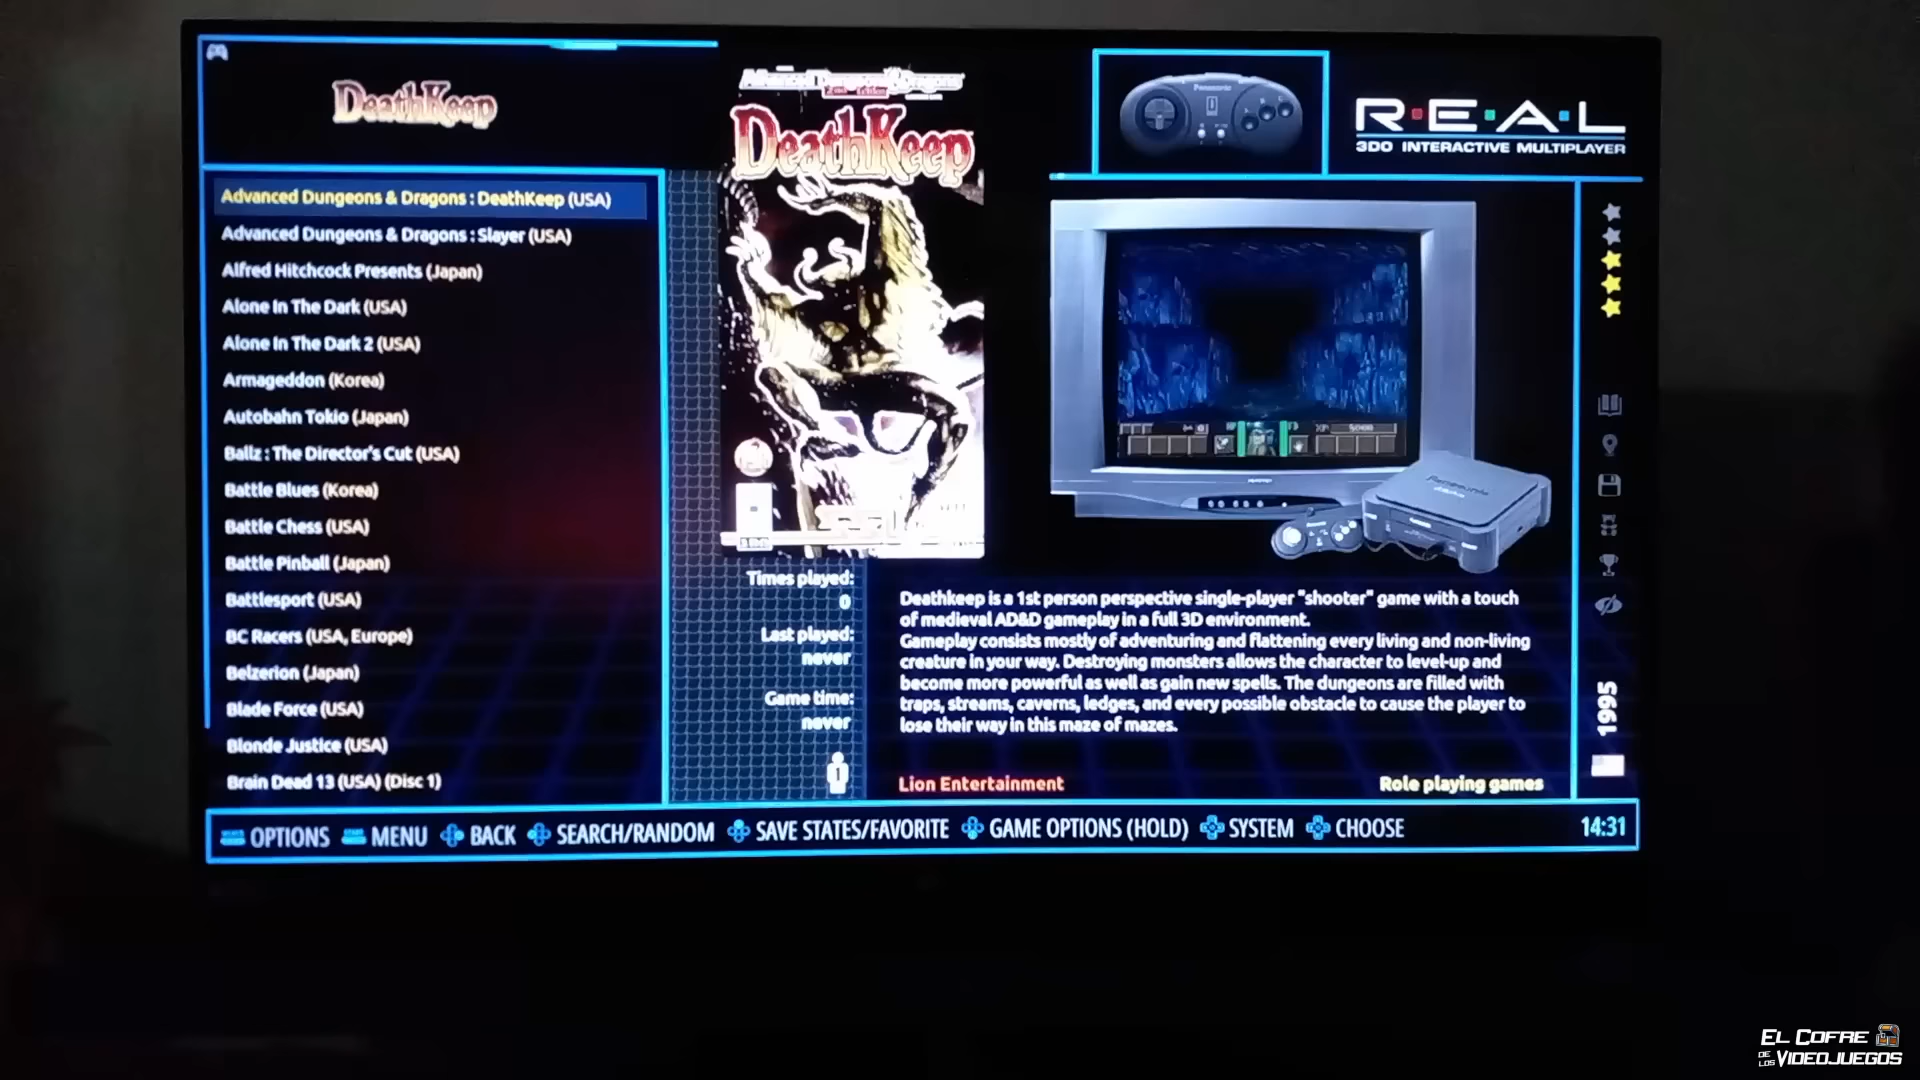 DeathKeep
Advanced Dungeons & Dragons : DeathKeep (USA)
Advanced Dungeons & Dragons : Slayer (USA)
Alfred Hitchcock Presents (Japan)
Alone In The Dark (USA)
Alone In The Dark 2 (USA)
Armageddon (Korea)
Autobahn Tokio (Japan)
Ballz : The Director's Cut (USA)
Battle Blues (Korea)
Battle Chess (USA)
Battle Pinball (Japan)
Battlesport (USA)
BC Racers (USA, Europe)
Belzerion (Japan)
Blade Force (USA)
Blonde Justice (USA)
Brain Dead 13 (USA) (Disc 1)
Advanced Dungeons & Dragons
2nd Edition
DeathKeep
Times played:
0
Last played:
never
Game time:
never
1
Panasonic
R·E·A·L
3DO INTERACTIVE MULTIPLAYER
Panasonic
1995
Deathkeep is a 1st person perspective single-player "shooter" game with a touch
of medieval AD&D gameplay in a full 3D environment.
Gameplay consists mostly of adventuring and flattening every living and non-living
creature in your way. Destroying monsters allows the character to level-up and
become more powerful as well as gain new spells. The dungeons are filled with
traps, streams, caverns, ledges, and every possible obstacle to cause the player to
lose their way in this maze of mazes.
Lion Entertainment
Role playing games
OPTIONS MENU BACK SEARCH/RANDOM SAVE STATES/FAVORITE GAME OPTIONS (HOLD) SYSTEM CHOOSE 14:31
EL COFRE
DE LOS VIDEOJUEGOS